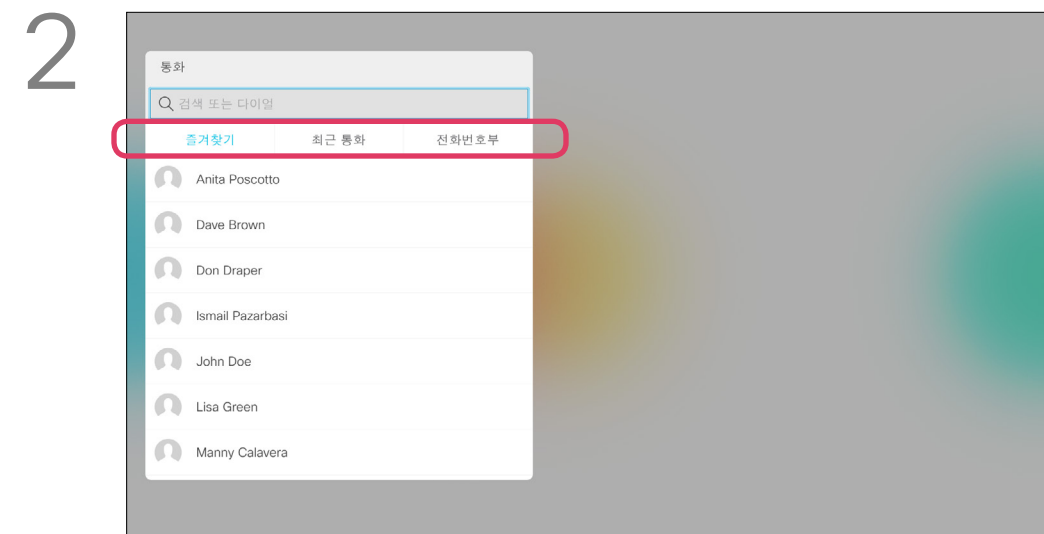 2
통화
검색 또는 다이얼
즐겨찾기 최근 통화 전화번호부
Anita Poscotto
Dave Brown
Don Draper
Ismail Pazarbasi
John Doe
Lisa Green
Manny Calavera